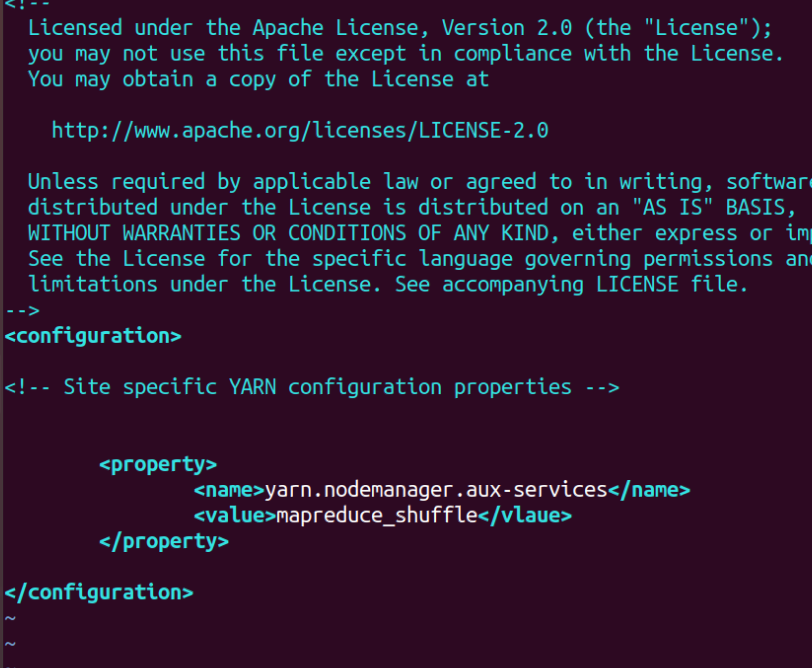 <!--
  Licensed under the Apache License, Version 2.0 (the "License");
  you may not use this file except in compliance with the License.
  You may obtain a copy of the License at

    http://www.apache.org/licenses/LICENSE-2.0

  Unless required by applicable law or agreed to in writing, software
  distributed under the License is distributed on an "AS IS" BASIS,
  WITHOUT WARRANTIES OR CONDITIONS OF ANY KIND, either express or imp
  See the License for the specific language governing permissions and
  limitations under the License. See accompanying LICENSE file.
-->
<configuration>

<!-- Site specific YARN configuration properties -->


        <property>
                <name>yarn.nodemanager.aux-services</name>
                <value>mapreduce_shuffle</vlaue>
        </property>

</configuration>
~
~